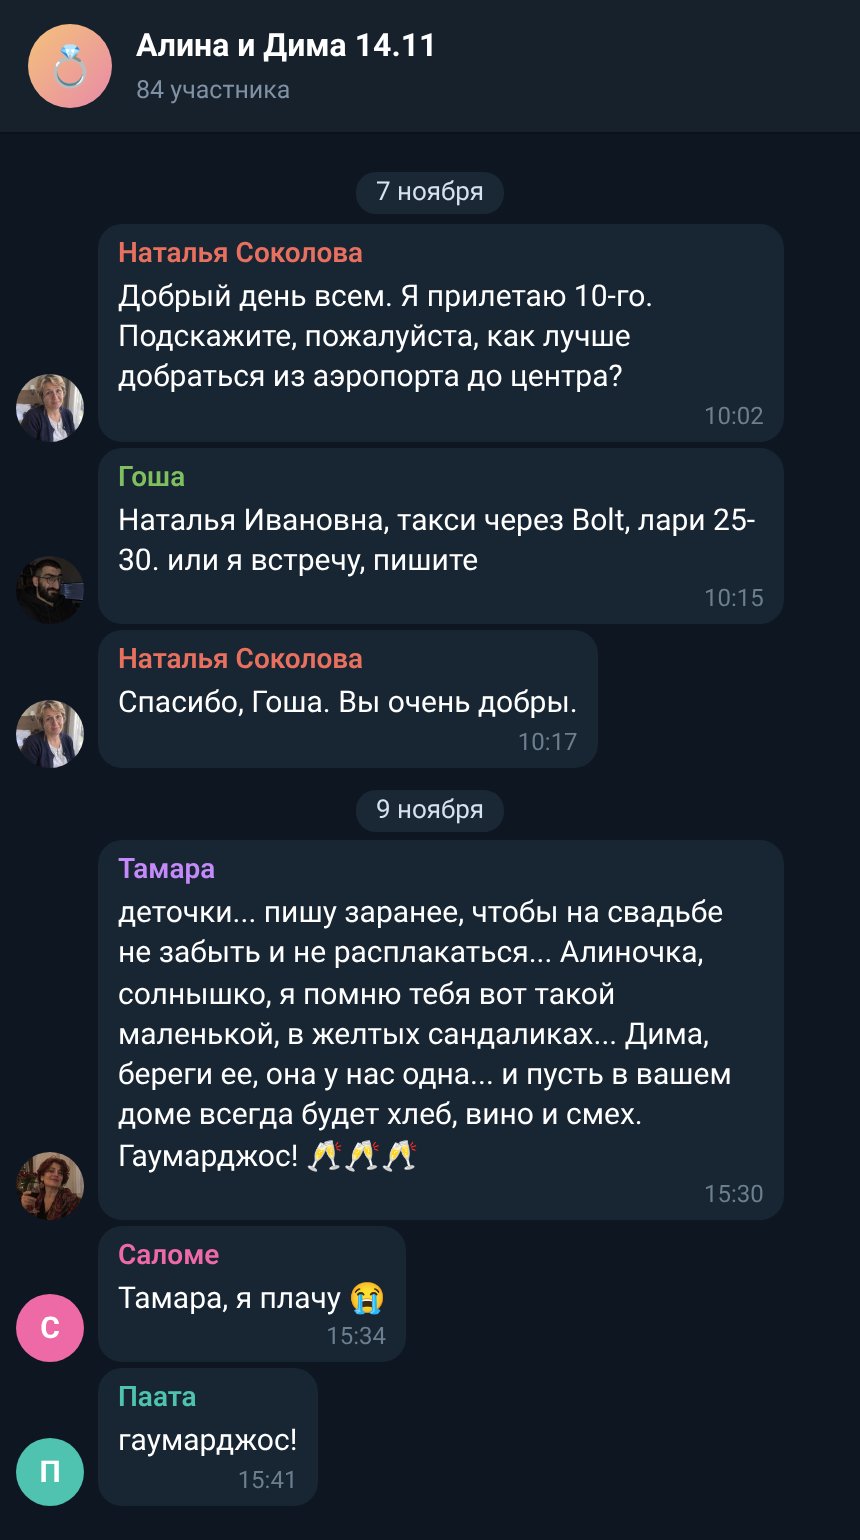 Алина и Дима 14.11
84 участника
7 ноября
Наталья Соколова
Добрый день всем. Я прилетаю 10-го.
Подскажите, пожалуйста, как лучше
добраться из аэропорта до центра?
10:02
Гоша
Наталья Ивановна, такси через Bolt, лари 25-
30. или я встречу, пишите
10:15
Наталья Соколова
Спасибо, Гоша. Вы очень добры.
10:17
9 ноября
Тамара
деточки... пишу заранее, чтобы на свадьбе
не забыть и не расплакаться... Алиночка,
солнышко, я помню тебя вот такой
маленькой, в желтых сандаликах... Дима,
береги ее, она у нас одна... и пусть в вашем
доме всегда будет хлеб, вино и смех.
Гаумарджос! 🥂🥂🥂
15:30
Саломе
Тамара, я плачу 😭
15:34
С
Паата
гаумарджос!
15:41
П